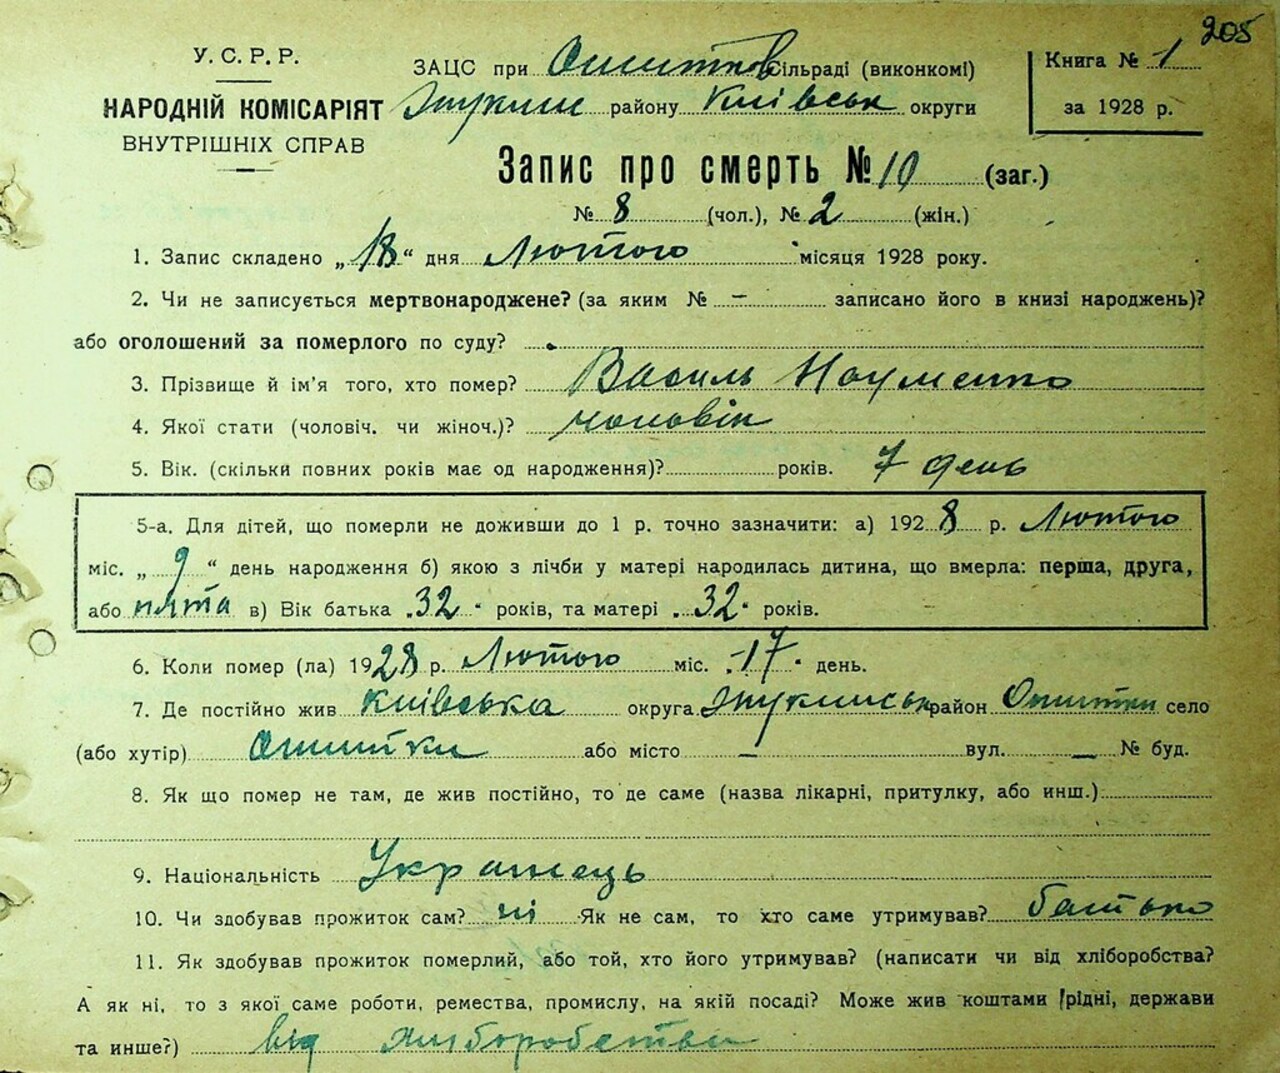 205
У. С. Р. Р.
НАРОДНІЙ КОМІСАРІЯТ
ВНУТРІШНІХ СПРАВ
ЗАЦС при сільраді (виконкомі)
району Київськ округи
Книга № 1
за 1928 р.
Запис про смерть № 10 (заг.)
№ 8 (чол.), № 2 (жін.)
1. Запис складено „18“ дня Лютого місяця 1928 року.
2. Чи не записується мертвонароджене? (за яким № – записано його в книзі народжень)?
або оголошений за померлого по суду?
3. Прізвище й ім'я того, хто помер? Василь Науменко
4. Якої стати (чоловіч. чи жіноч.)? чоловік
5. Вік. (скільки повних років має од народження)? років. 7 день
5-а. Для дітей, що померли не доживши до 1 р. точно зазначити: а) 1928 р. Лютого
міс. „9“ день народження б) якою з лічби у матері народилась дитина, що вмерла: перша, друга,
або пята в) Вік батька 32 років, та матері 32 років.
6. Коли помер (ла) 1928 р. Лютого міс. 17 день.
7. Де постійно жив Київська округа район село
(або хутір) або місто – вул. – № буд.
8. Як що помер не там, де жив постійно, то де саме (назва лікарні, притулку, або инш.)
9. Національність Украінець
10. Чи здобував прожиток сам? ні Як не сам, то хто саме утримував? батько
11. Як здобував прожиток померлий, або той, хто його утримував? (написати чи від хліборобства?
А як ні, то з якої саме роботи, ремества, промислу, на якій посаді? Може жив коштами рідні, держави
та инше?) від хліборобства